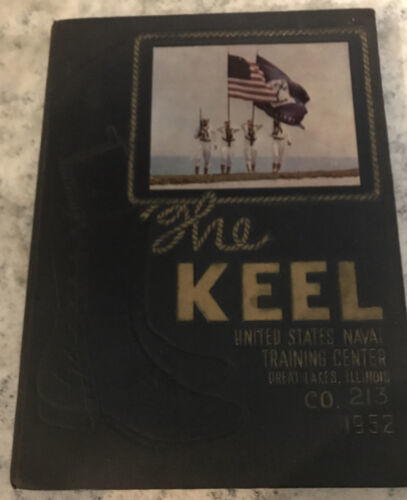 The
KEEL
UNITED STATES NAVAL
TRAINING CENTER
GREAT LAKES, ILLINOIS
CO. 213
1952